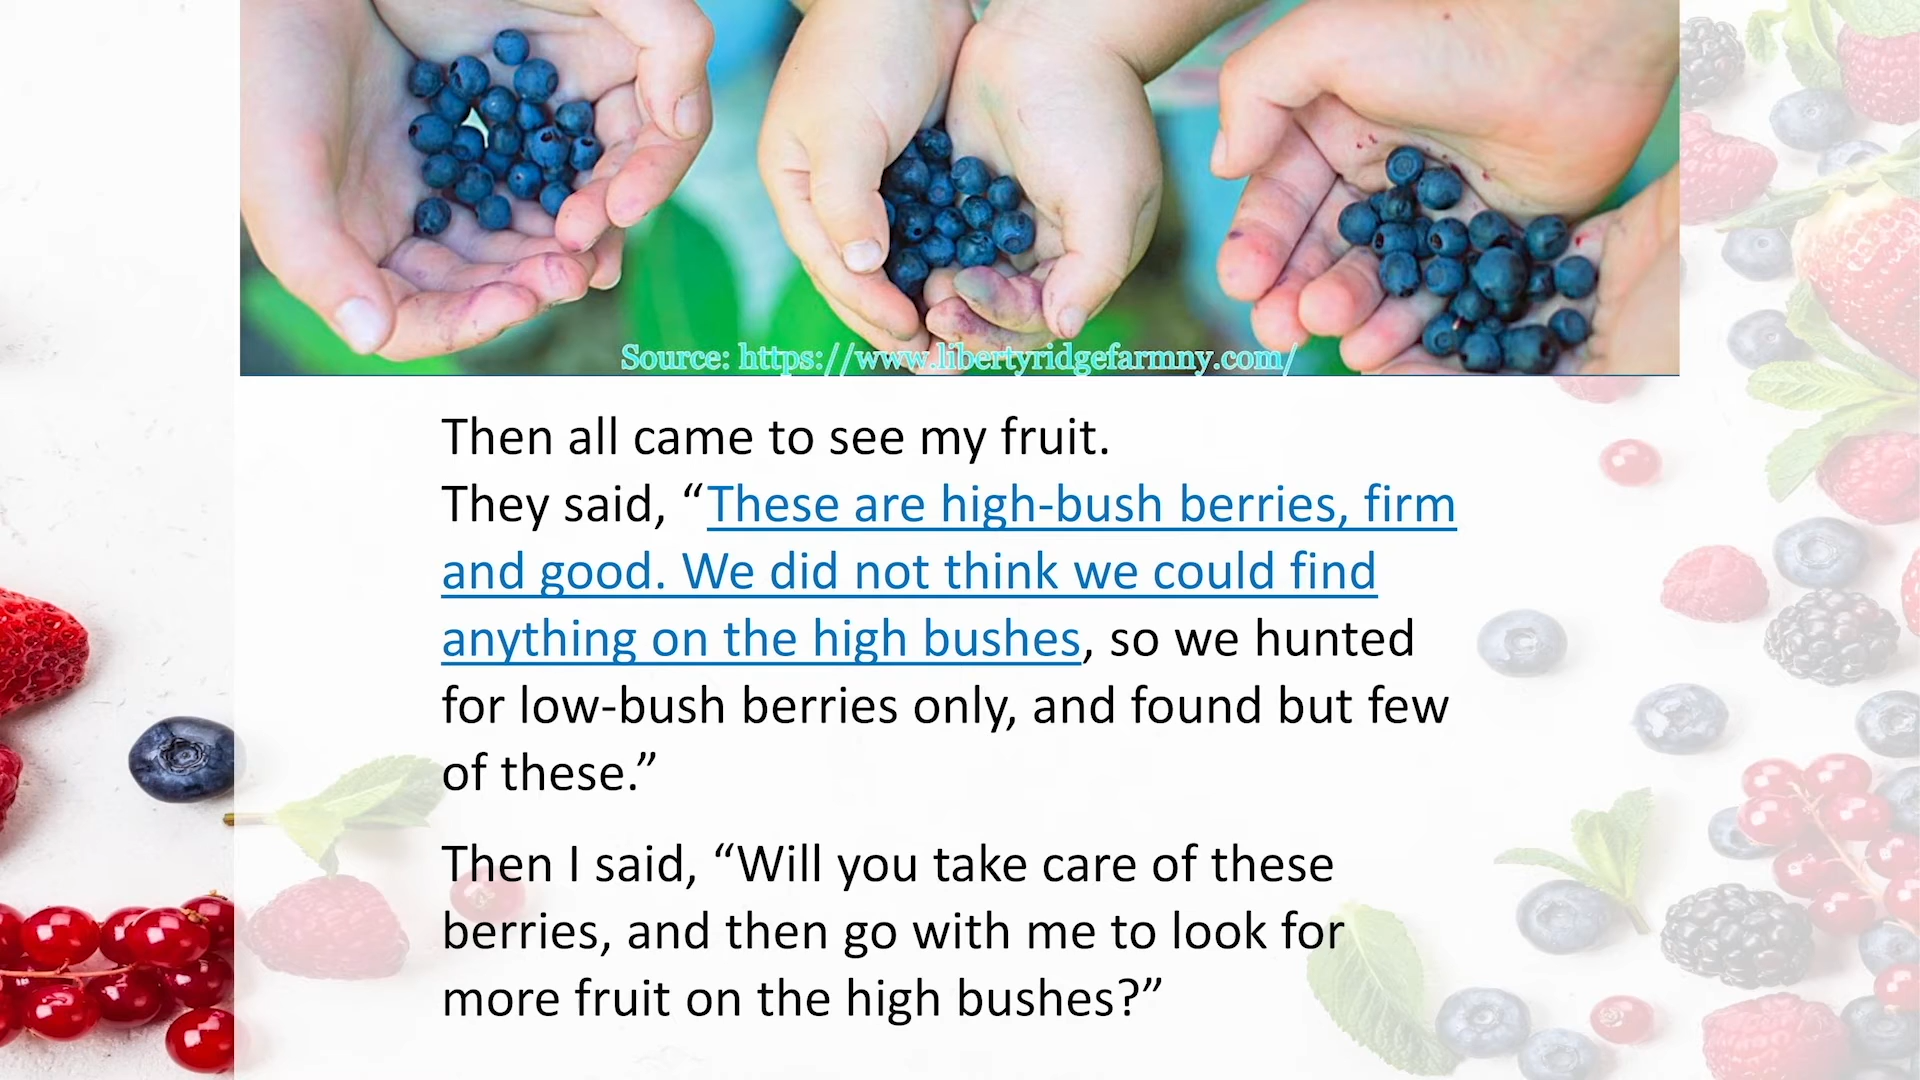 Source: https://www.libertyridgefarmny.com/
Then all came to see my fruit.
They said, “These are high-bush berries, firm
and good. We did not think we could find
anything on the high bushes, so we hunted
for low-bush berries only, and found but few
of these.”
Then I said, “Will you take care of these
berries, and then go with me to look for
more fruit on the high bushes?”